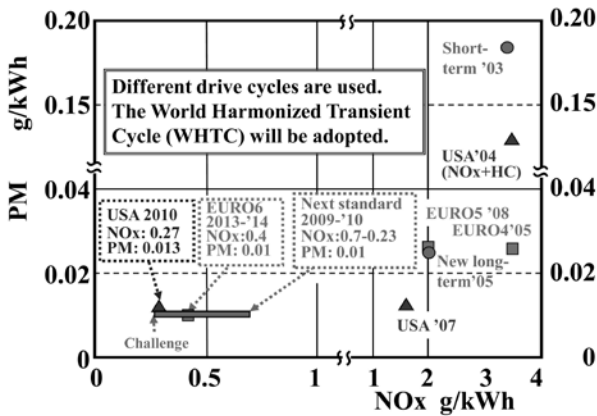 0.20
0.20
Short-
term '03
g/kWh
g/kWh
Different drive cycles are used.
The World Harmonized Transient
Cycle (WHTC) will be adopted.
0.15
0.15
USA'04
(NOx+HC)
PM
PM
0.04
0.04
USA 2010
NOx: 0.27
PM: 0.013
EURO6
2013-'14
NOx:0.4
PM: 0.01
Next standard
2009-'10
NOx:0.7-0.23
PM: 0.01
EURO5 '08
EURO4'05
New long-
term'05
0.02
0.02
USA '07
Challenge
0
0
0.5
1
1
2
3
4
NOx g/kWh